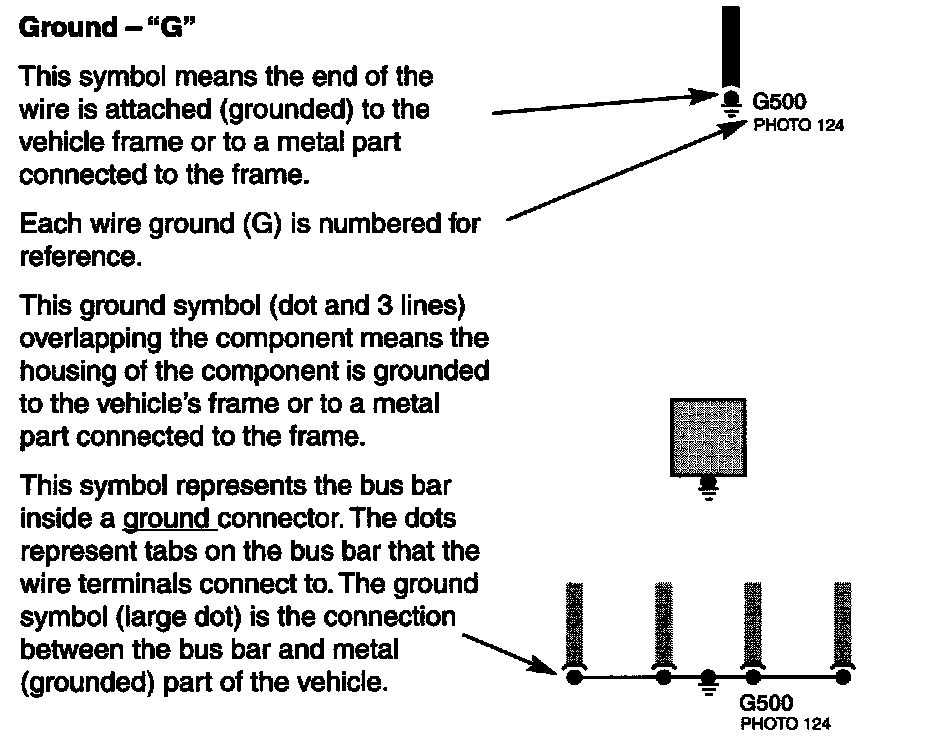 Ground – “G”
This symbol means the end of the
wire is attached (grounded) to the
vehicle frame or to a metal part
connected to the frame.
G500
PHOTO 124
Each wire ground (G) is numbered for
reference.
This ground symbol (dot and 3 lines)
overlapping the component means the
housing of the component is grounded
to the vehicle’s frame or to a metal
part connected to the frame.
This symbol represents the bus bar
inside a ground connector. The dots
represent tabs on the bus bar that the
wire terminals connect to. The ground
symbol (large dot) is the connection
between the bus bar and metal
(grounded) part of the vehicle.
G500
PHOTO 124